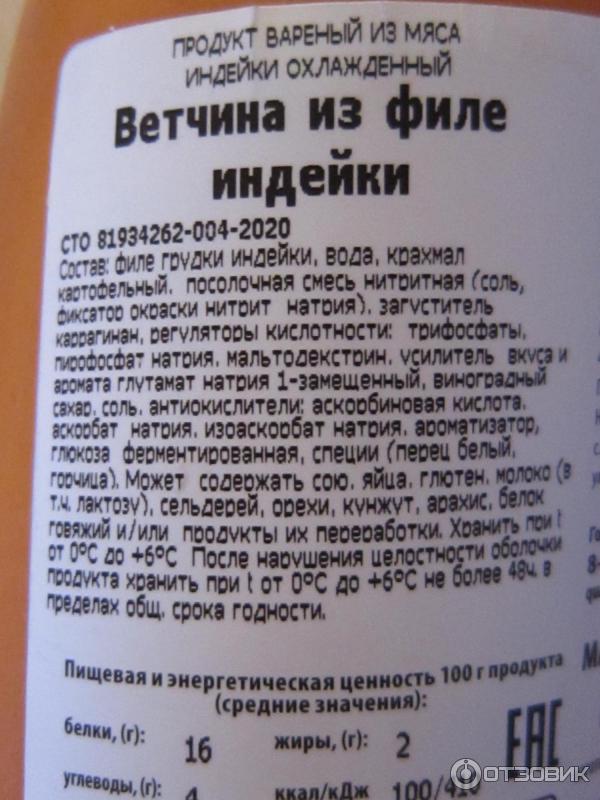 ПРОДУКТ ВАРЕНЫЙ ИЗ МЯСА
ИНДЕЙКИ ОХЛАЖДЕННЫЙ
Ветчина из филе
индейки
СТО 81934262-004-2020
Состав: филе грудки индейки, вода, крахмал
картофельный, посолочная смесь нитритная (соль,
фиксатор окраски нитрит натрия), загуститель
каррагинан, регуляторы кислотности: трифосфаты,
пирофосфат натрия, мальтодекстрин, усилитель вкуса и
аромата глутамат натрия 1-замещенный, виноградный
сахар, соль, антиокислители: аскорбиновая кислота,
аскорбат натрия, изоаскорбат натрия, ароматизатор,
глюкоза ферментированная, специи (перец белый,
горчица). Может содержать сою, яйца, глютен, молоко (в
т.ч. лактозу), сельдерей, орехи, кунжут, арахис, белок
говяжий и/или продукты их переработки. Хранить при t
от 0°С до +6°С После нарушения целостности оболочки
продукта хранить при t от 0°С до +6°С не более 48ч. в
пределах общ. срока годности.
Пищевая и энергетическая ценность 100 г продукта
(средние значения):
белки, (г): 16 жиры, (г): 2
углеводы, (г): 4 ккал/кДж 100/
EAC
ОТЗОВИК